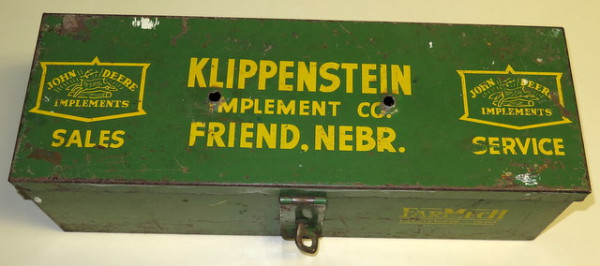 JOHN DEERE
IMPLEMENTS
SALES
KLIPPENSTEIN
IMPLEMENT CO.
FRIEND, NEBR.
JOHN DEERE
IMPLEMENTS
SERVICE
FARMECH